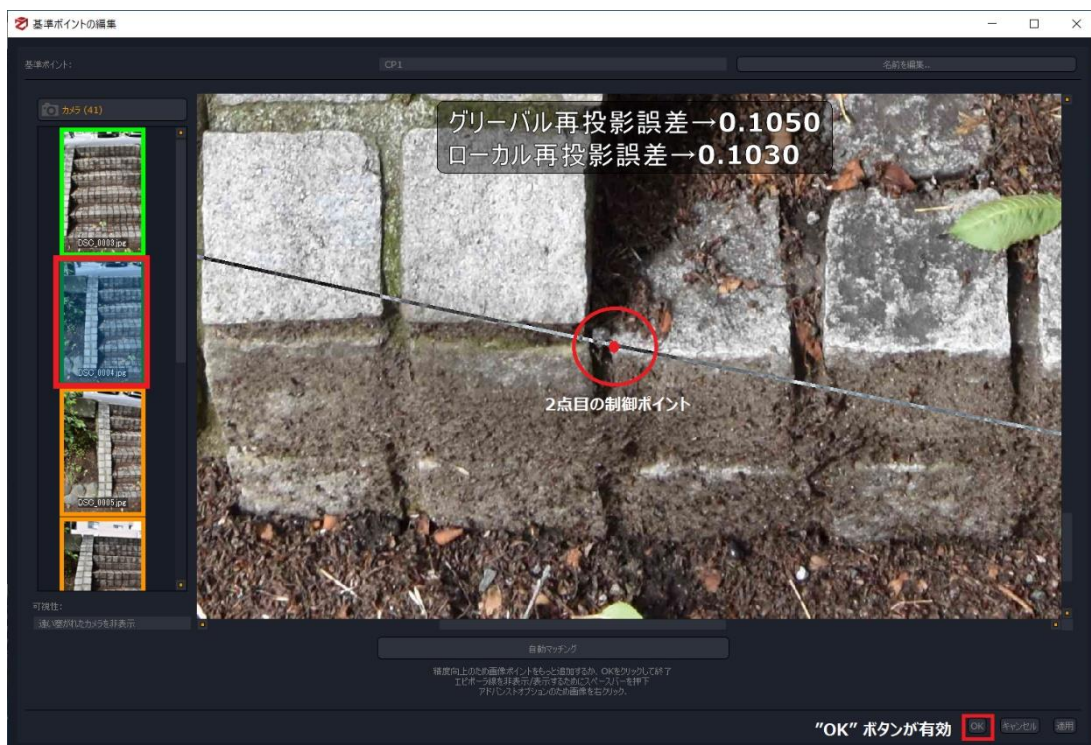 基準ポイントの編集
基準ポイント:
CP1
名前を編集...
カメラ (41)
グリーバル再投影誤差→0.1050
ローカル再投影誤差→0.1030
DSC_0003.jpg
DSC_0004.jpg
DSC_0005.jpg
2点目の制御ポイント
可視性:
遠い/塞がれたカメラを非表示
自動マッチング
精度向上のため画像ポイントをもっと追加するか、OKをクリックして終了
エピポーラ線を非表示/表示するためにスペースバーを押下
アドバンストオプションのため画像を右クリック.
”OK” ボタンが有効
OK
キャンセル
適用